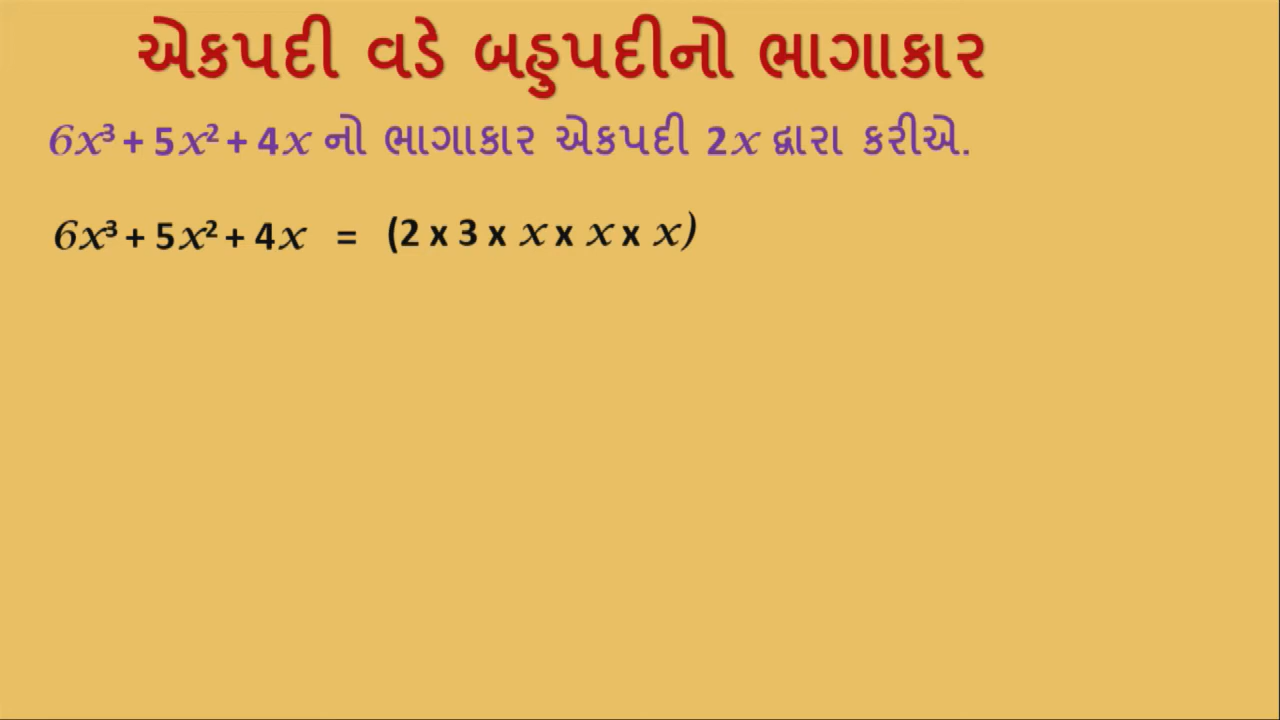 એકપદી વડે બહુપદીનો ભાગાકાર
6x³ + 5x² + 4x નો ભાગાકાર એકપદી 2x દ્વારા કરીએ.
6x³ + 5x² + 4x = (2 x 3 x x x x x x)